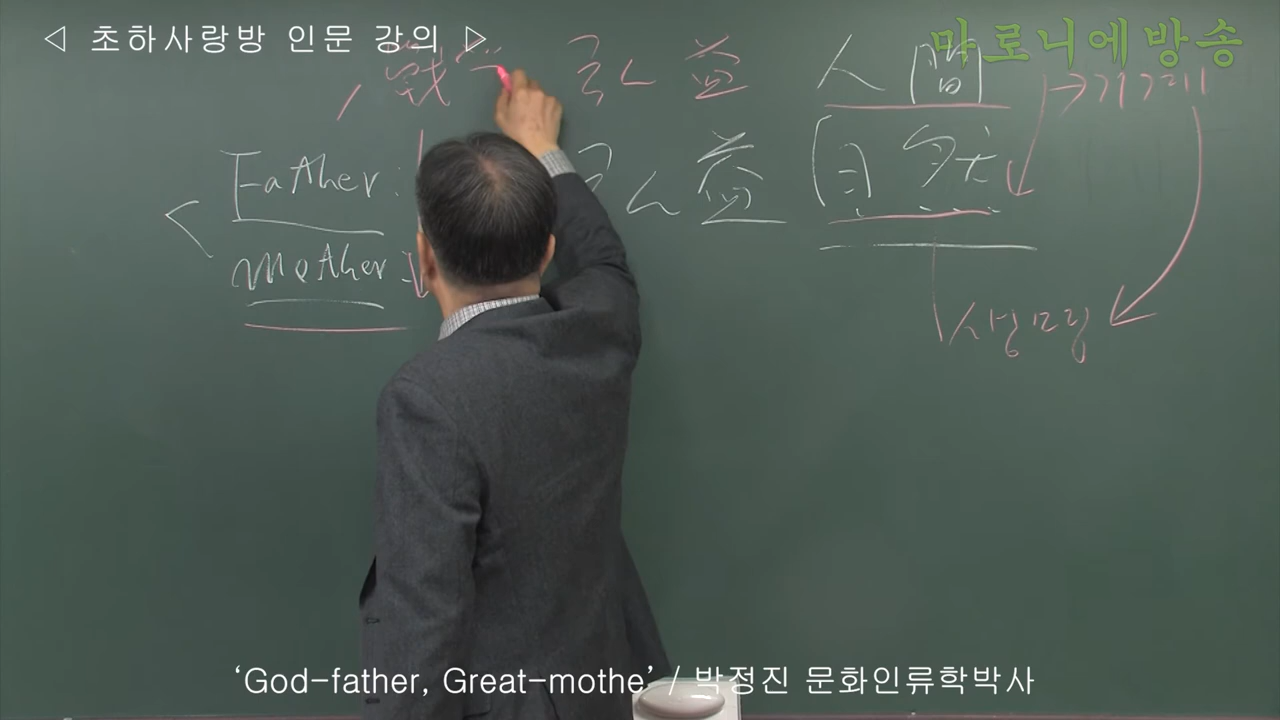 ◁ 초하사랑방 인문 강의 ▷
마로니에방송
戰 弘益 人間 → 기계
Father: 弘益 自然
mother:
생명
‘God-father, Great-mothe’ / 박정진 문화인류학박사